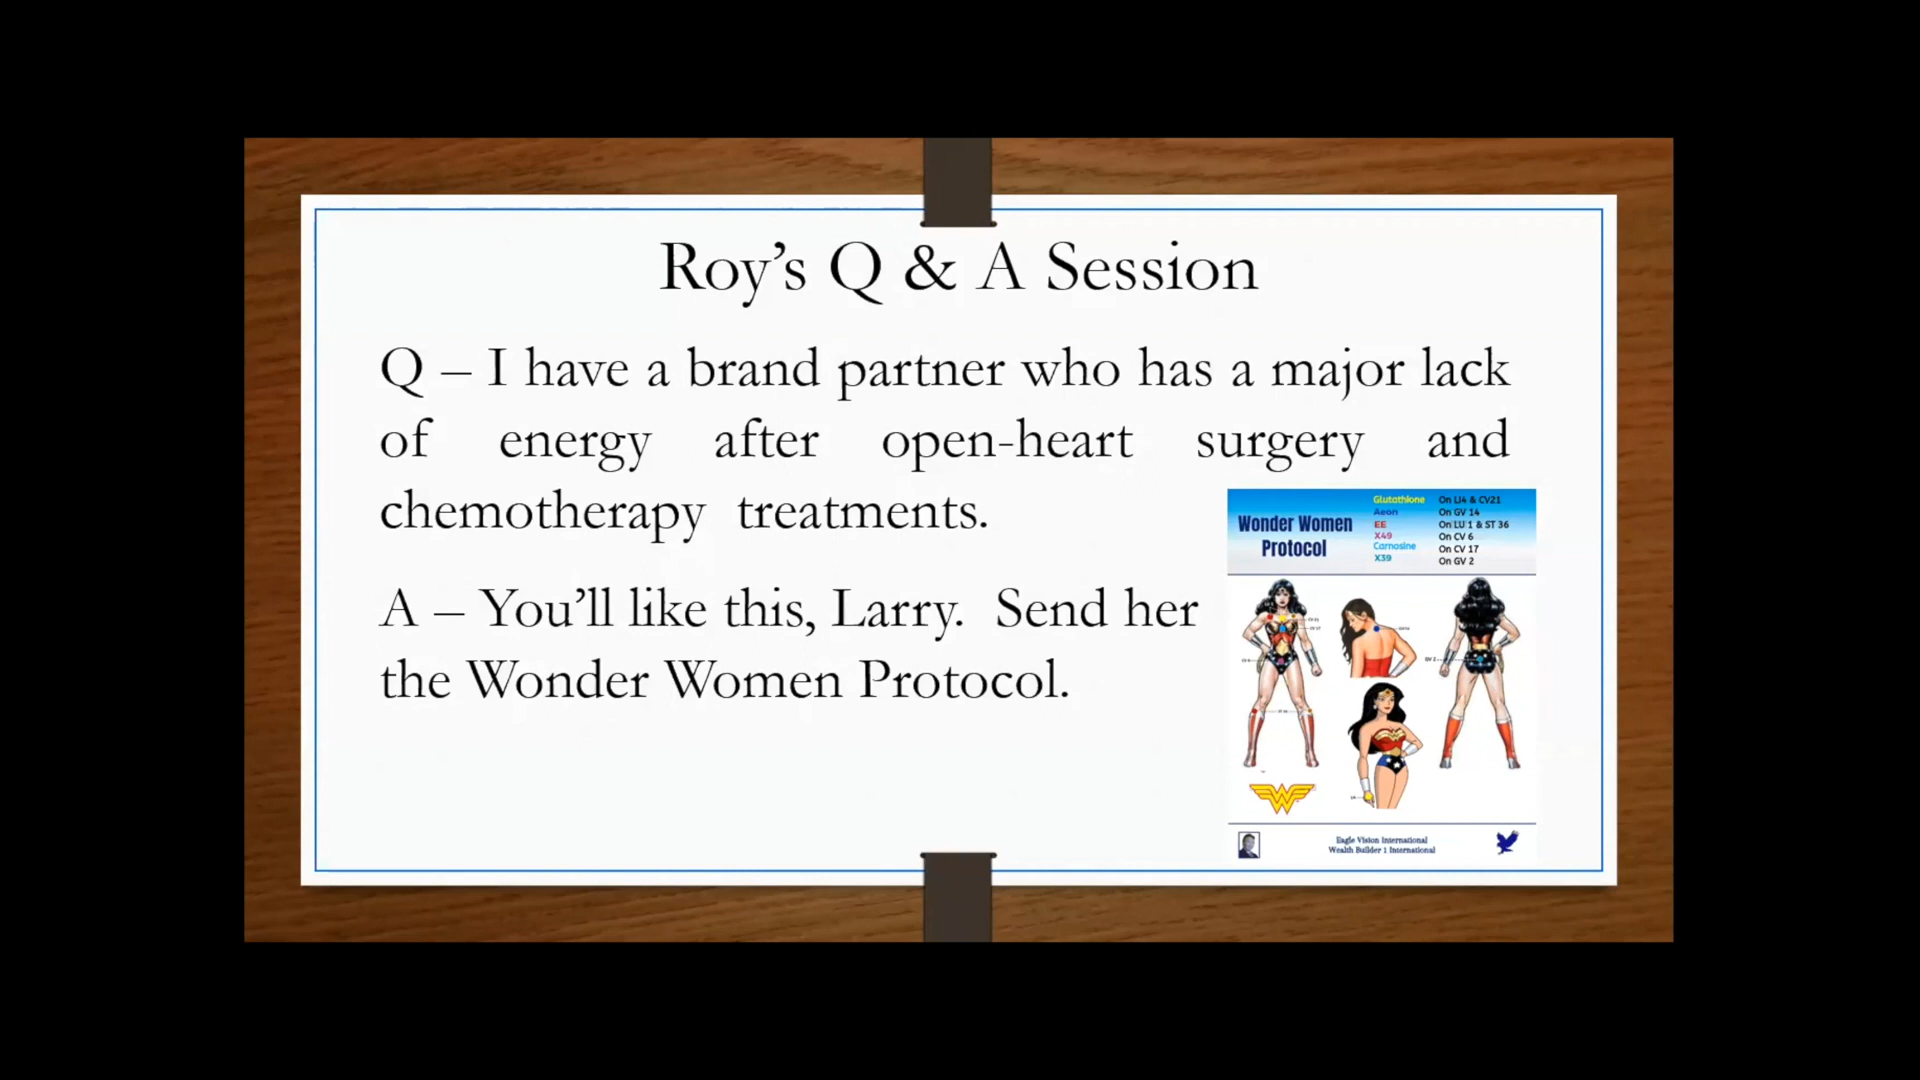 Roy’s Q & A Session
Q – I have a brand partner who has a major lack
of energy after open-heart surgery and
chemotherapy treatments.
A – You’ll like this, Larry. Send her
the Wonder Women Protocol.
Wonder Women
Protocol
Glutathione On LI4 & CV21
Aeon On GV 14
EE On LU 1 & ST 36
X49 On CV 6
Carnosine On CV 17
X39 On GV 2
Eagle Vision International
Wealth Builder 1 International